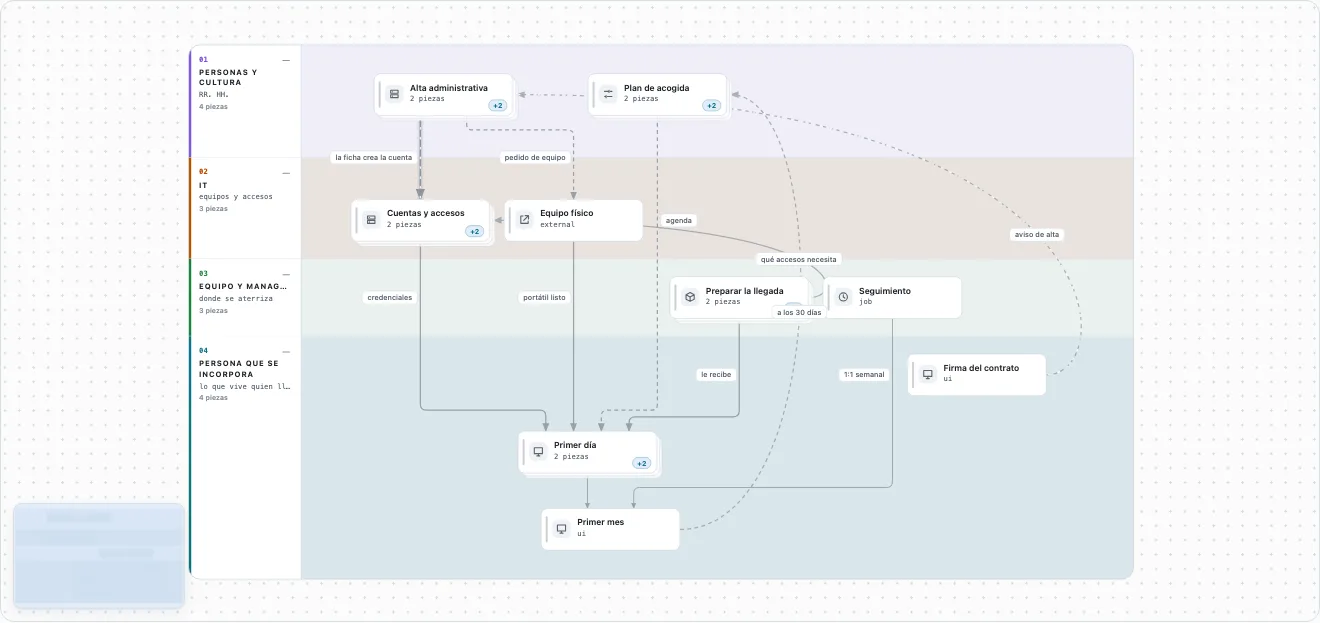 01
PERSONAS Y
CULTURA
RR. HH.
4 piezas
Alta administrativa
2 piezas
+2
Plan de acogida
2 piezas
+2
la ficha crea la cuenta
pedido de equipo
02
IT
equipos y accesos
3 piezas
Cuentas y accesos
2 piezas
+2
Equipo físico
external
agenda
aviso de alta
qué accesos necesita
03
EQUIPO Y MANAG…
donde se aterriza
3 piezas
credenciales
portátil listo
Preparar la llegada
2 piezas
Seguimiento
job
a los 30 días
04
PERSONA QUE SE
INCORPORA
lo que vive quien ll…
4 piezas
le recibe
1:1 semanal
Firma del contrato
ui
Primer día
2 piezas
+2
Primer mes
ui